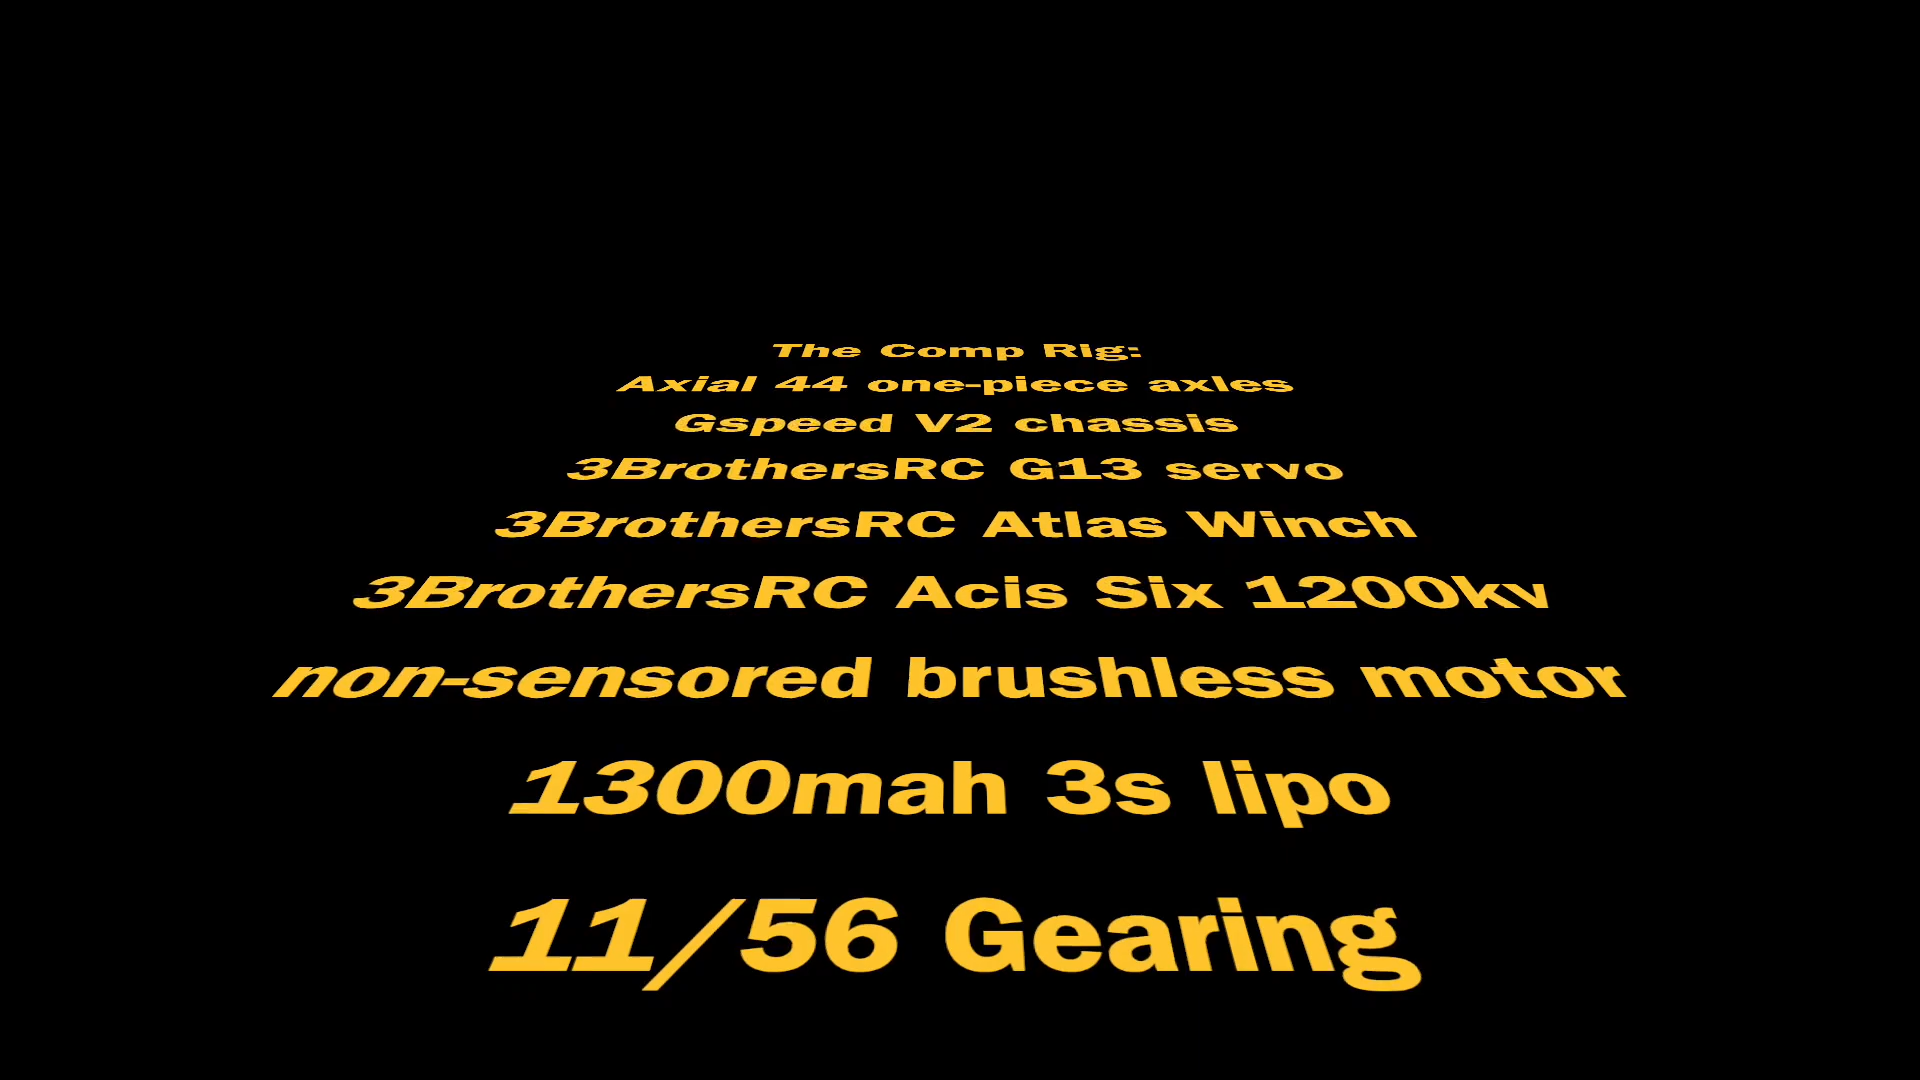 The Comp Rig:
Axial 44 one-piece axles
Gspeed V2 chassis
3BrothersRC G13 servo
3BrothersRC Atlas Winch
3BrothersRC Acis Six 1200kv
non-sensored brushless motor
1300mah 3s lipo
11/56 Gearing